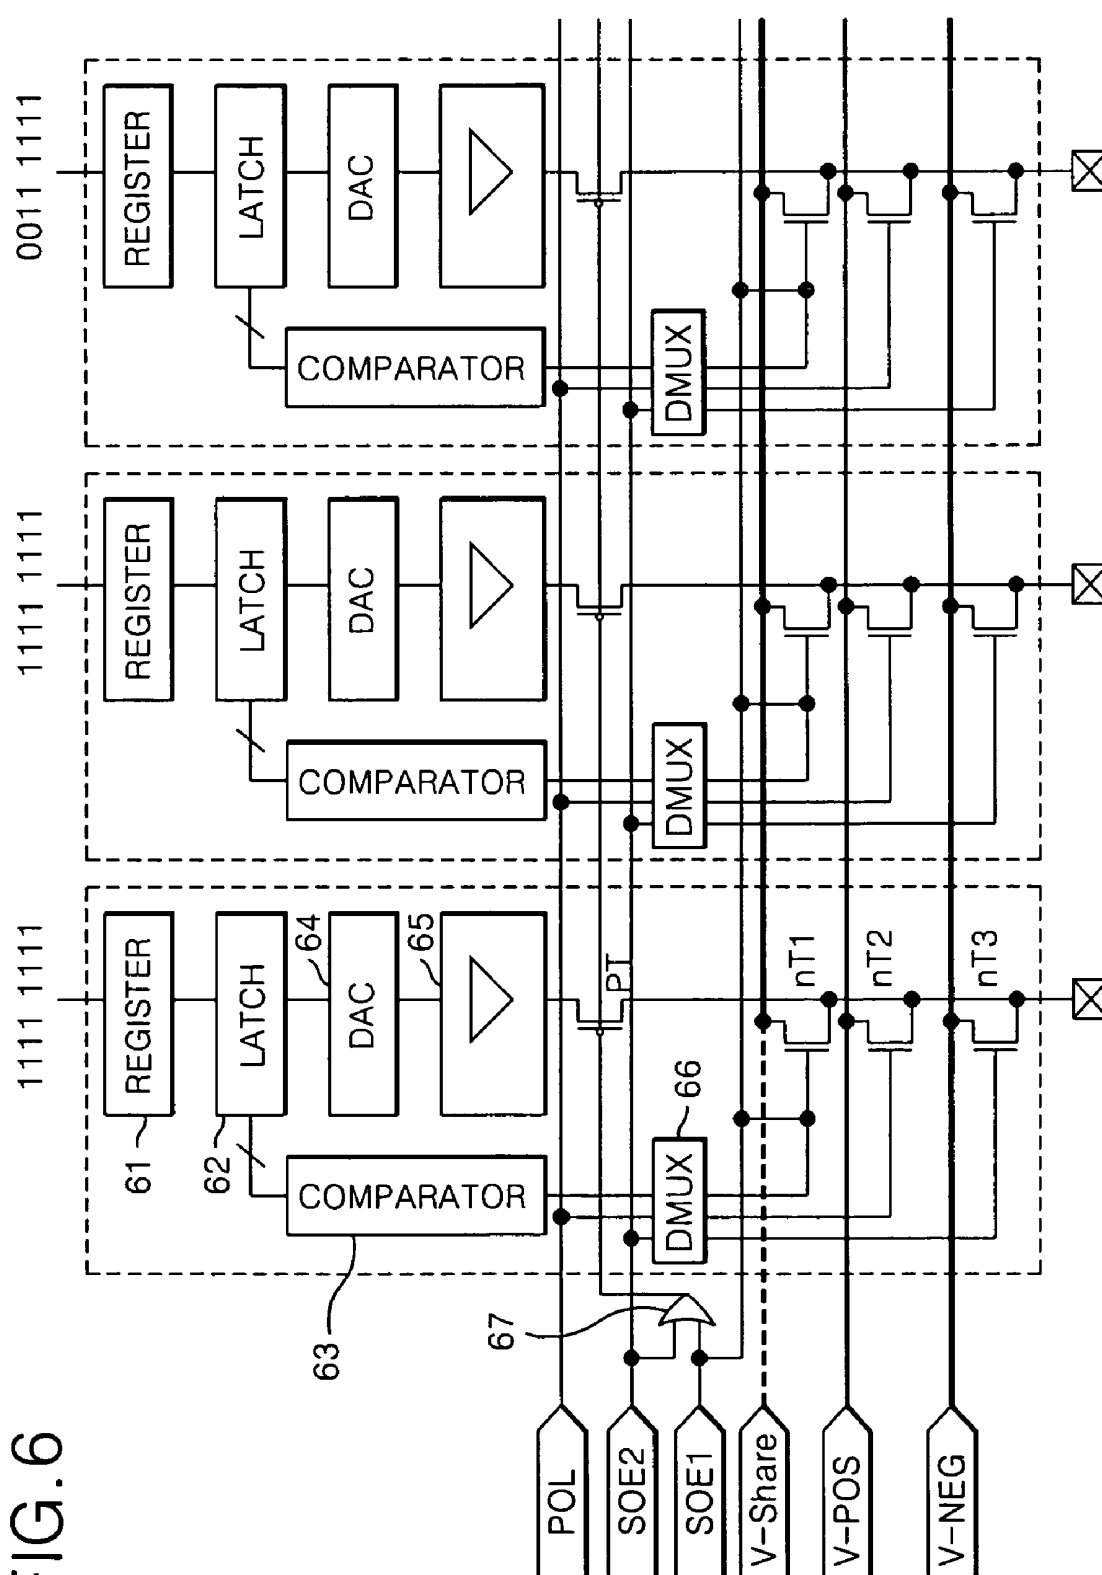 FIG.6
1111 1111
1111 1111
0011 1111
REGISTER
REGISTER
REGISTER
61
LATCH
LATCH
LATCH
62
64
DAC
DAC
DAC
65
COMPARATOR
COMPARATOR
COMPARATOR
63
67
PT
66
DMUX
DMUX
DMUX
POL
SOE2
SOE1
V-Share
V-POS
V-NEG
nT1
nT2
nT3